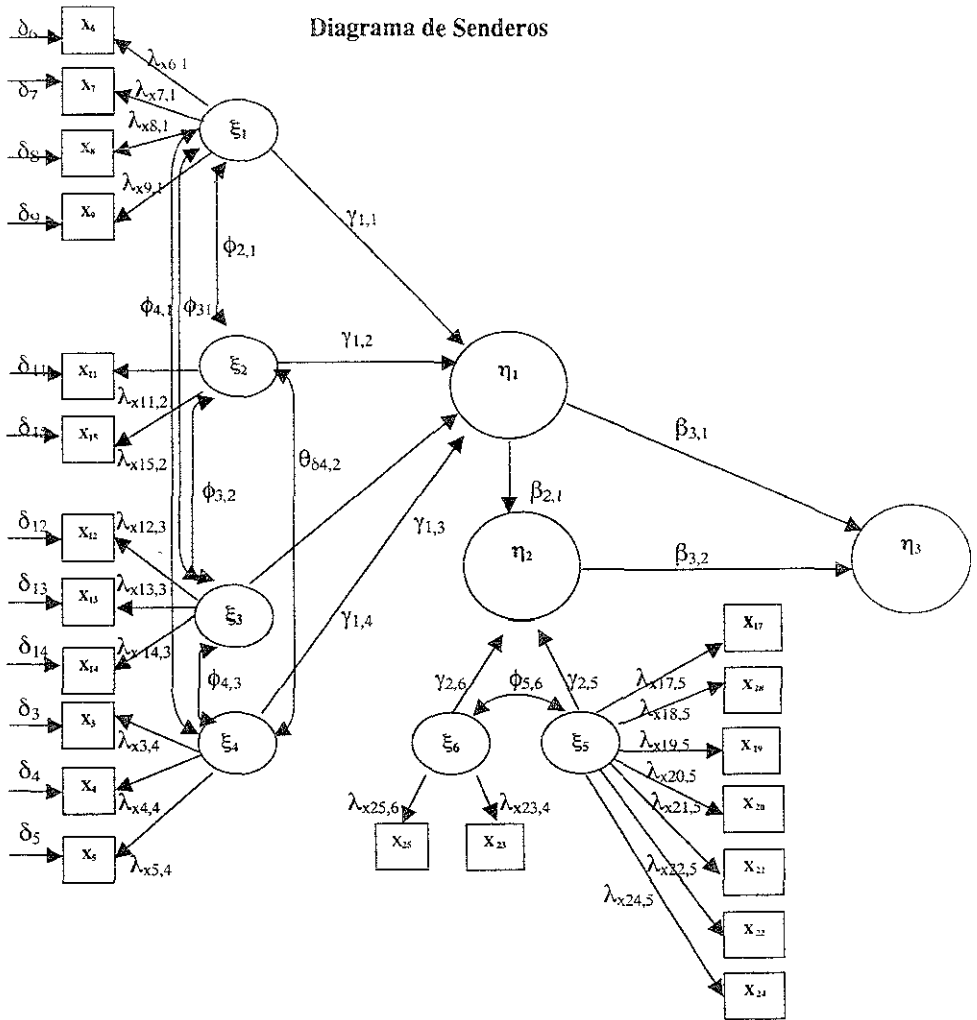 Diagrama de Senderos
δ6 X6 λx6,1
δ7 X7 λx7,1
δ8 X8 λx8,1
δ9 X9 λx9,1
ξ1
γ1,1
ϕ2,1
ϕ4,1 ϕ31
δ11 X11 λx11,2
X15 λx15,2
ξ2
γ1,2
η1
θδ4,2
ϕ3,2
β3,1
β2,1
γ1,3
δ12 X12 λx12,3
δ13 X13 λx13,3
δ14 X14 λx14,3
ξ3
γ1,4
η2
β3,2
η3
ϕ4,3
δ3 X3 λx3,4
δ4 X4 λx4,4
δ5 X5 λx5,4
ξ4
γ2,6 ϕ5,6 γ2,5
ξ6 ξ5
λx25,6 λx23,4
X25 X23
λx17,5 X17
λx18,5
λx19,5 X19
λx20,5 X20
λx21,5
λx22,5 X22
λx24,5 X24